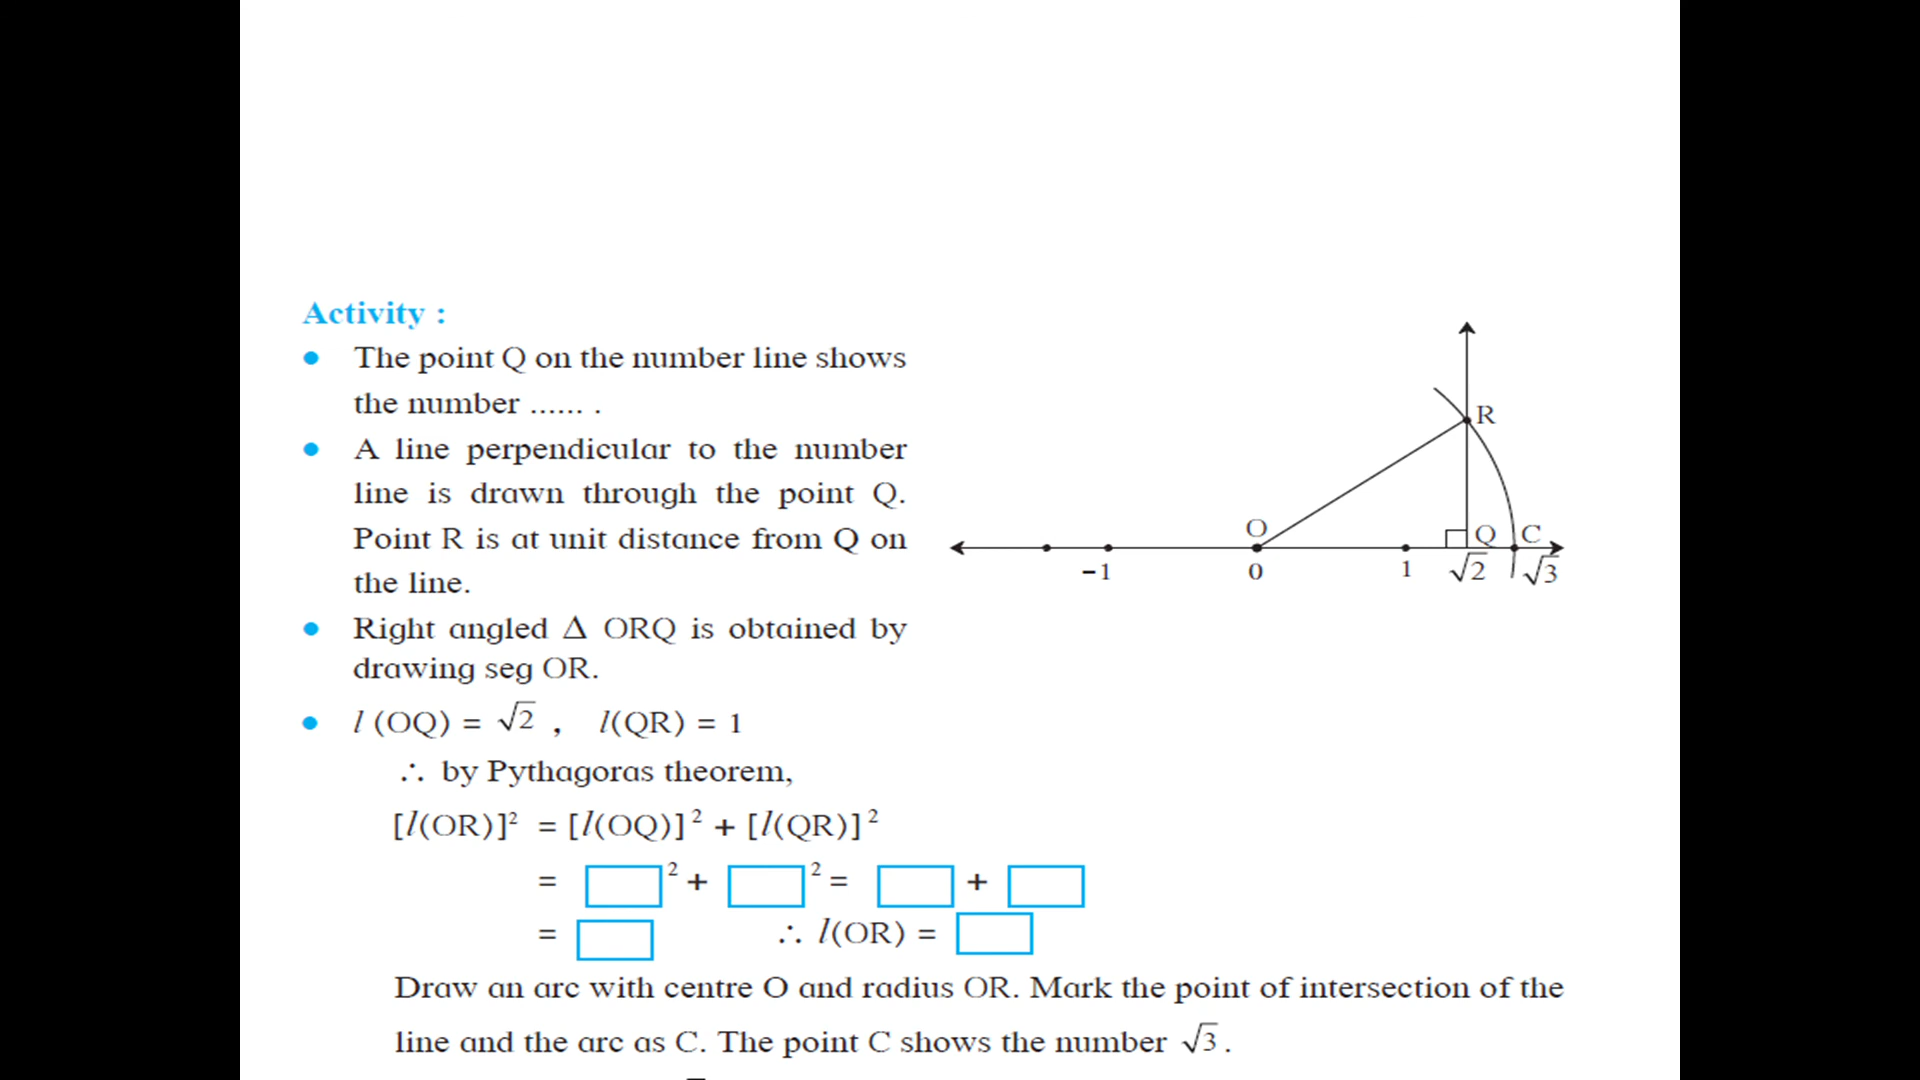 Activity :
• The point Q on the number line shows
the number ...... .
• A line perpendicular to the number
line is drawn through the point Q.
Point R is at unit distance from Q on
the line.
• Right angled Δ ORQ is obtained by
drawing seg OR.
• l (OQ) = √2 , l(QR) = 1
∴ by Pythagoras theorem,
[l(OR)]² = [l(OQ)]² + [l(QR)]²
= □² + □² = □ + □
= □ ∴ l(OR) = □
Draw an arc with centre O and radius OR. Mark the point of intersection of the
line and the arc as C. The point C shows the number √3.
R
O Q C
−1 0 1 √2 √3